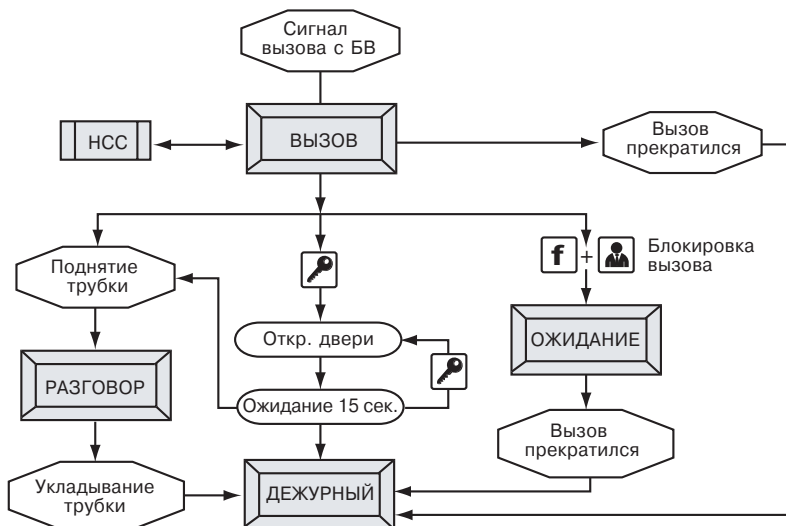 Сигнал
вызова с БВ
НСС
ВЫЗОВ
Вызов
прекратился
Поднятие
трубки
f
+
Блокировка
вызова
Откр. двери
ОЖИДАНИЕ
РАЗГОВОР
Ожидание 15 сек.
Вызов
прекратился
Укладывание
трубки
ДЕЖУРНЫЙ